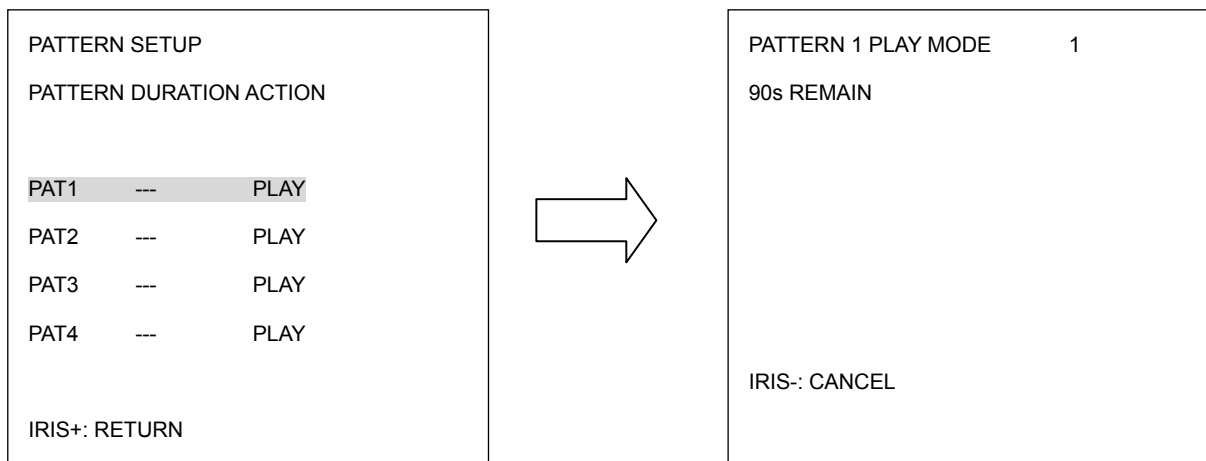 PATTERN SETUP
PATTERN DURATION ACTION
PAT1 --- PLAY
PAT2 --- PLAY
PAT3 --- PLAY
PAT4 --- PLAY
IRIS+: RETURN
PATTERN 1 PLAY MODE 1
90s REMAIN
IRIS-: CANCEL